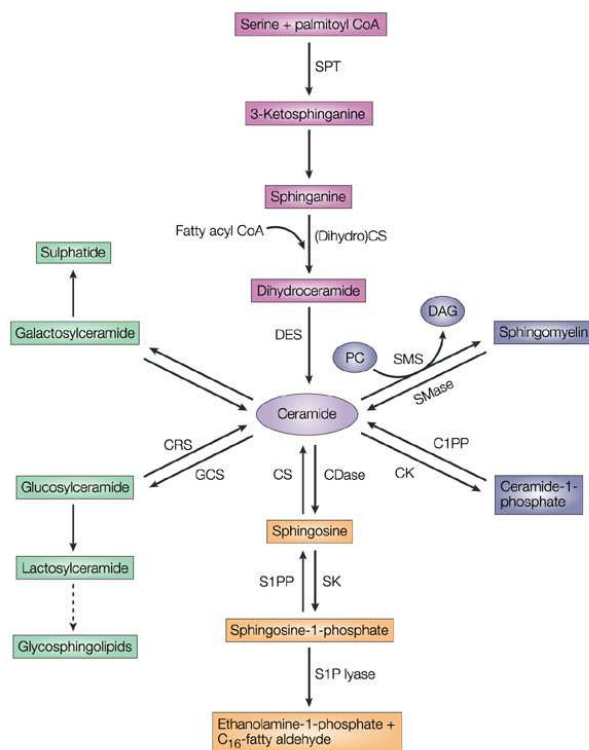 Serine + palmitoyl CoA
SPT
3-Ketosphinganine
Sphinganine
Fatty acyl CoA
(Dihydro)CS
Sulphatide
Dihydroceramide
DAG
Galactosylceramide
DES
PC
SMS
Sphingomyelin
SMase
Ceramide
CRS
C1PP
GCS
CS
CDase
CK
Glucosylceramide
Ceramide-1-
phosphate
Sphingosine
Lactosylceramide
S1PP
SK
Glycosphingolipids
Sphingosine-1-phosphate
S1P lyase
Ethanolamine-1-phosphate +
C16-fatty aldehyde